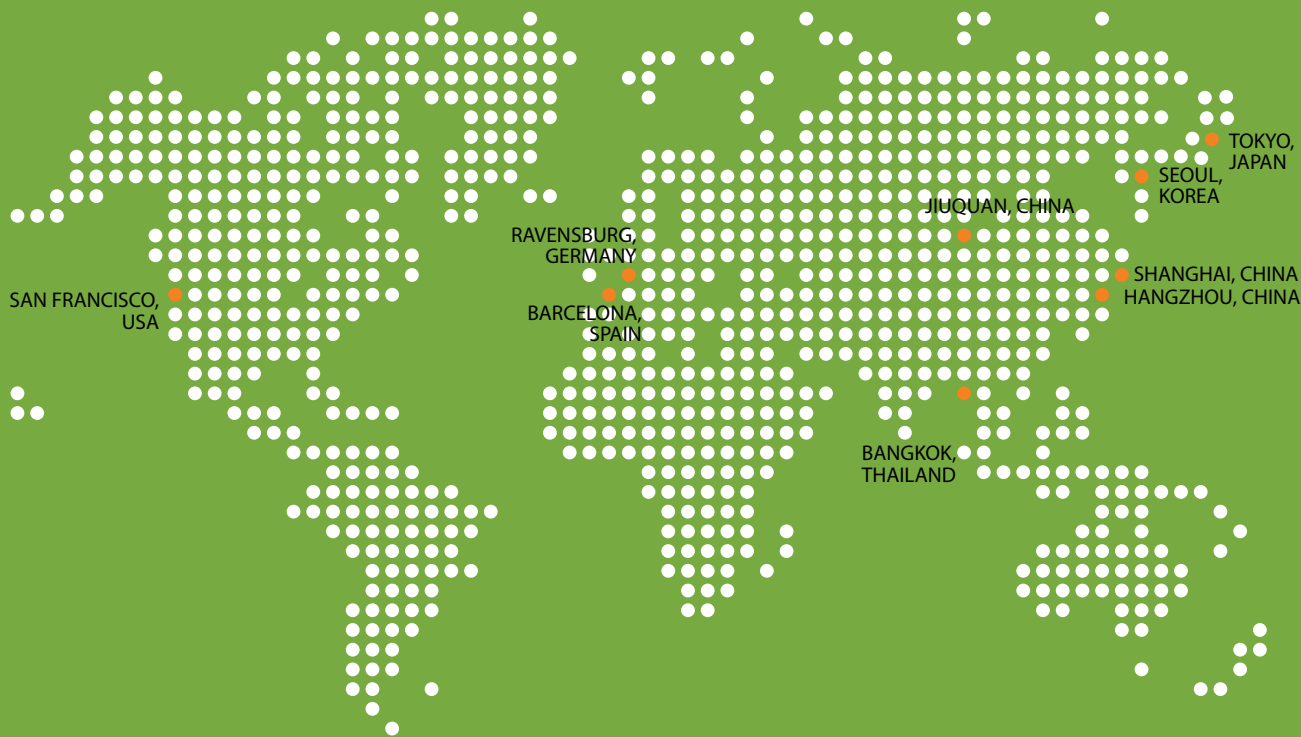 TOKYO,
JAPAN
SEOUL,
KOREA
JIUQUAN, CHINA
RAVENSBURG,
GERMANY
SHANGHAI, CHINA
HANGZHOU, CHINA
SAN FRANCISCO,
USA
BARCELONA,
SPAIN
BANGKOK,
THAILAND